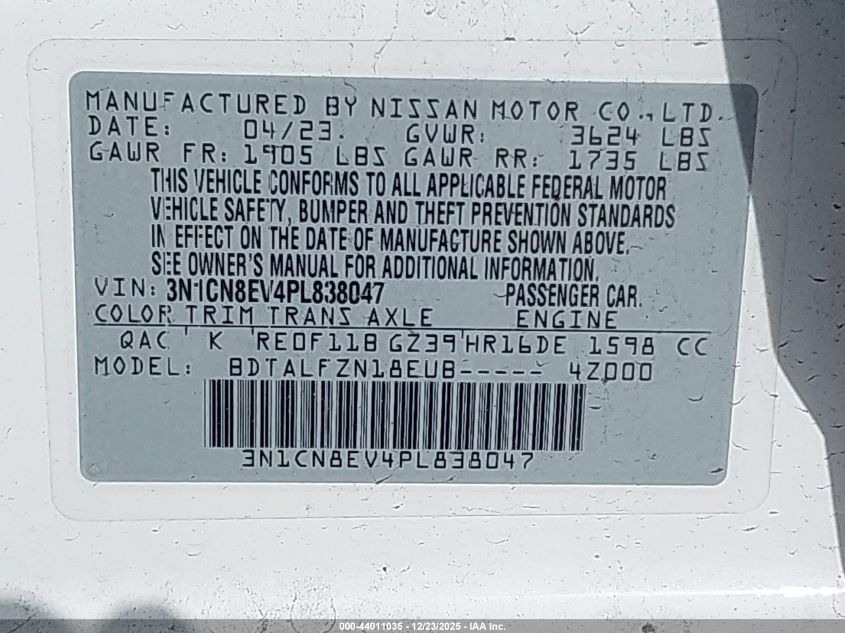 MANUFACTURED BY NISSAN MOTOR CO., LTD.
DATE: 04/23. GVWR: 3624 LBS
GAWR FR: 1905 LBS GAWR RR: 1735 LBS
THIS VEHICLE CONFORMS TO ALL APPLICABLE FEDERAL MOTOR
VEHICLE SAFETY, BUMPER AND THEFT PREVENTION STANDARDS
IN EFFECT ON THE DATE OF MANUFACTURE SHOWN ABOVE.
SEE OWNER'S MANUAL FOR ADDITIONAL INFORMATION.
VIN: 3N1CN8EV4PL838047 PASSENGER CAR.
COLOR TRIM TRANS AXLE ENGINE
QAC K RE0F11B GZ39 HR16DE 1598 CC
MODEL: BDTALFZN18EUB----- 4Z000
3N1CN8EV4PL838047
000-44011035 - 12/23/2025 - IAA Inc.